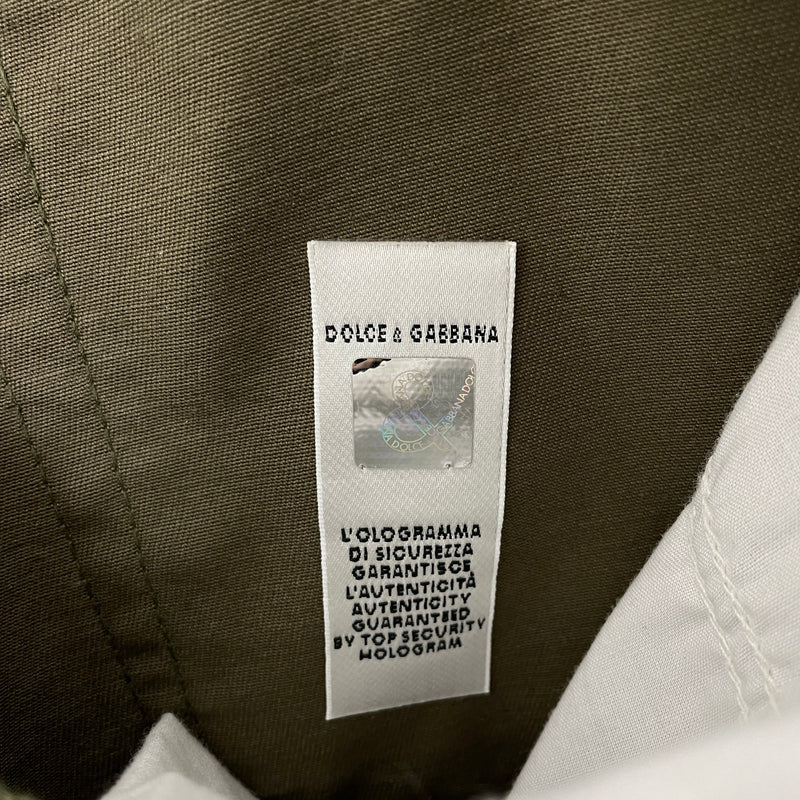 DOLCE & GABBANA
L'OLOGRAMMA
DI SICUREZZA
GARANTISCE
L'AUTENTICITÀ
AUTENTICITY
GUARANTEED
BY TOP SECURITY
HOLOGRAM